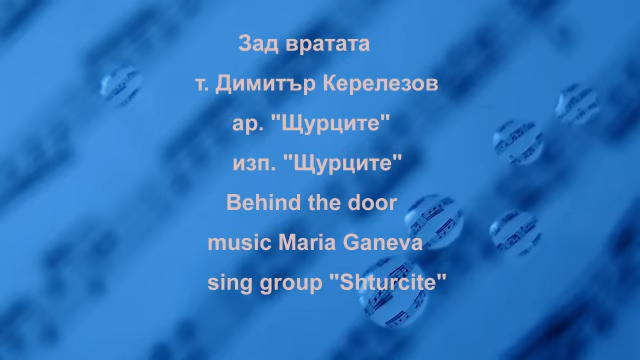 Зад вратата
т. Димитър Керелезов
ар. "Щурците"
изп. "Щурците"
Behind the door
music Maria Ganeva
sing group "Shturcite"